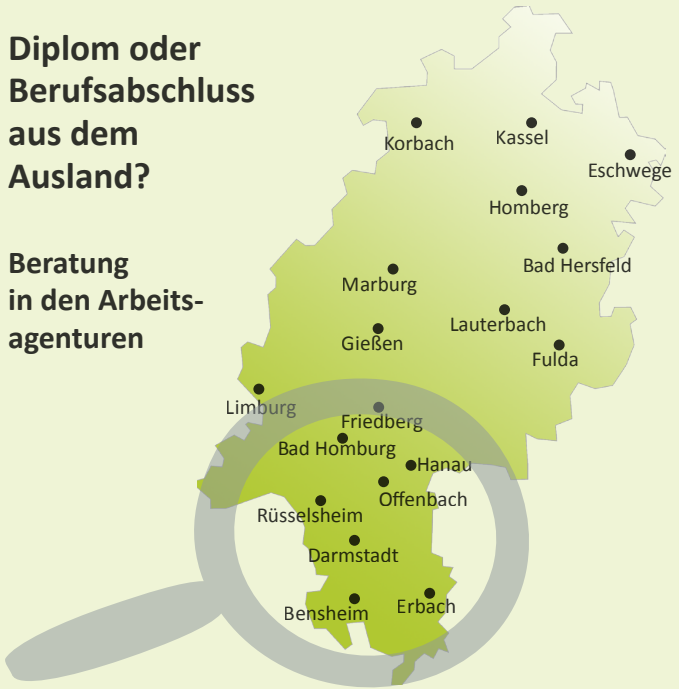 Diplom oder
Berufsabschluss
aus dem
Ausland?
Beratung
in den Arbeits-
agenturen
Korbach
Kassel
Eschwege
Homberg
Bad Hersfeld
Marburg
Lauterbach
Gießen
Fulda
Limburg
Friedberg
Bad Homburg
Hanau
Offenbach
Rüsselsheim
Darmstadt
Bensheim
Erbach